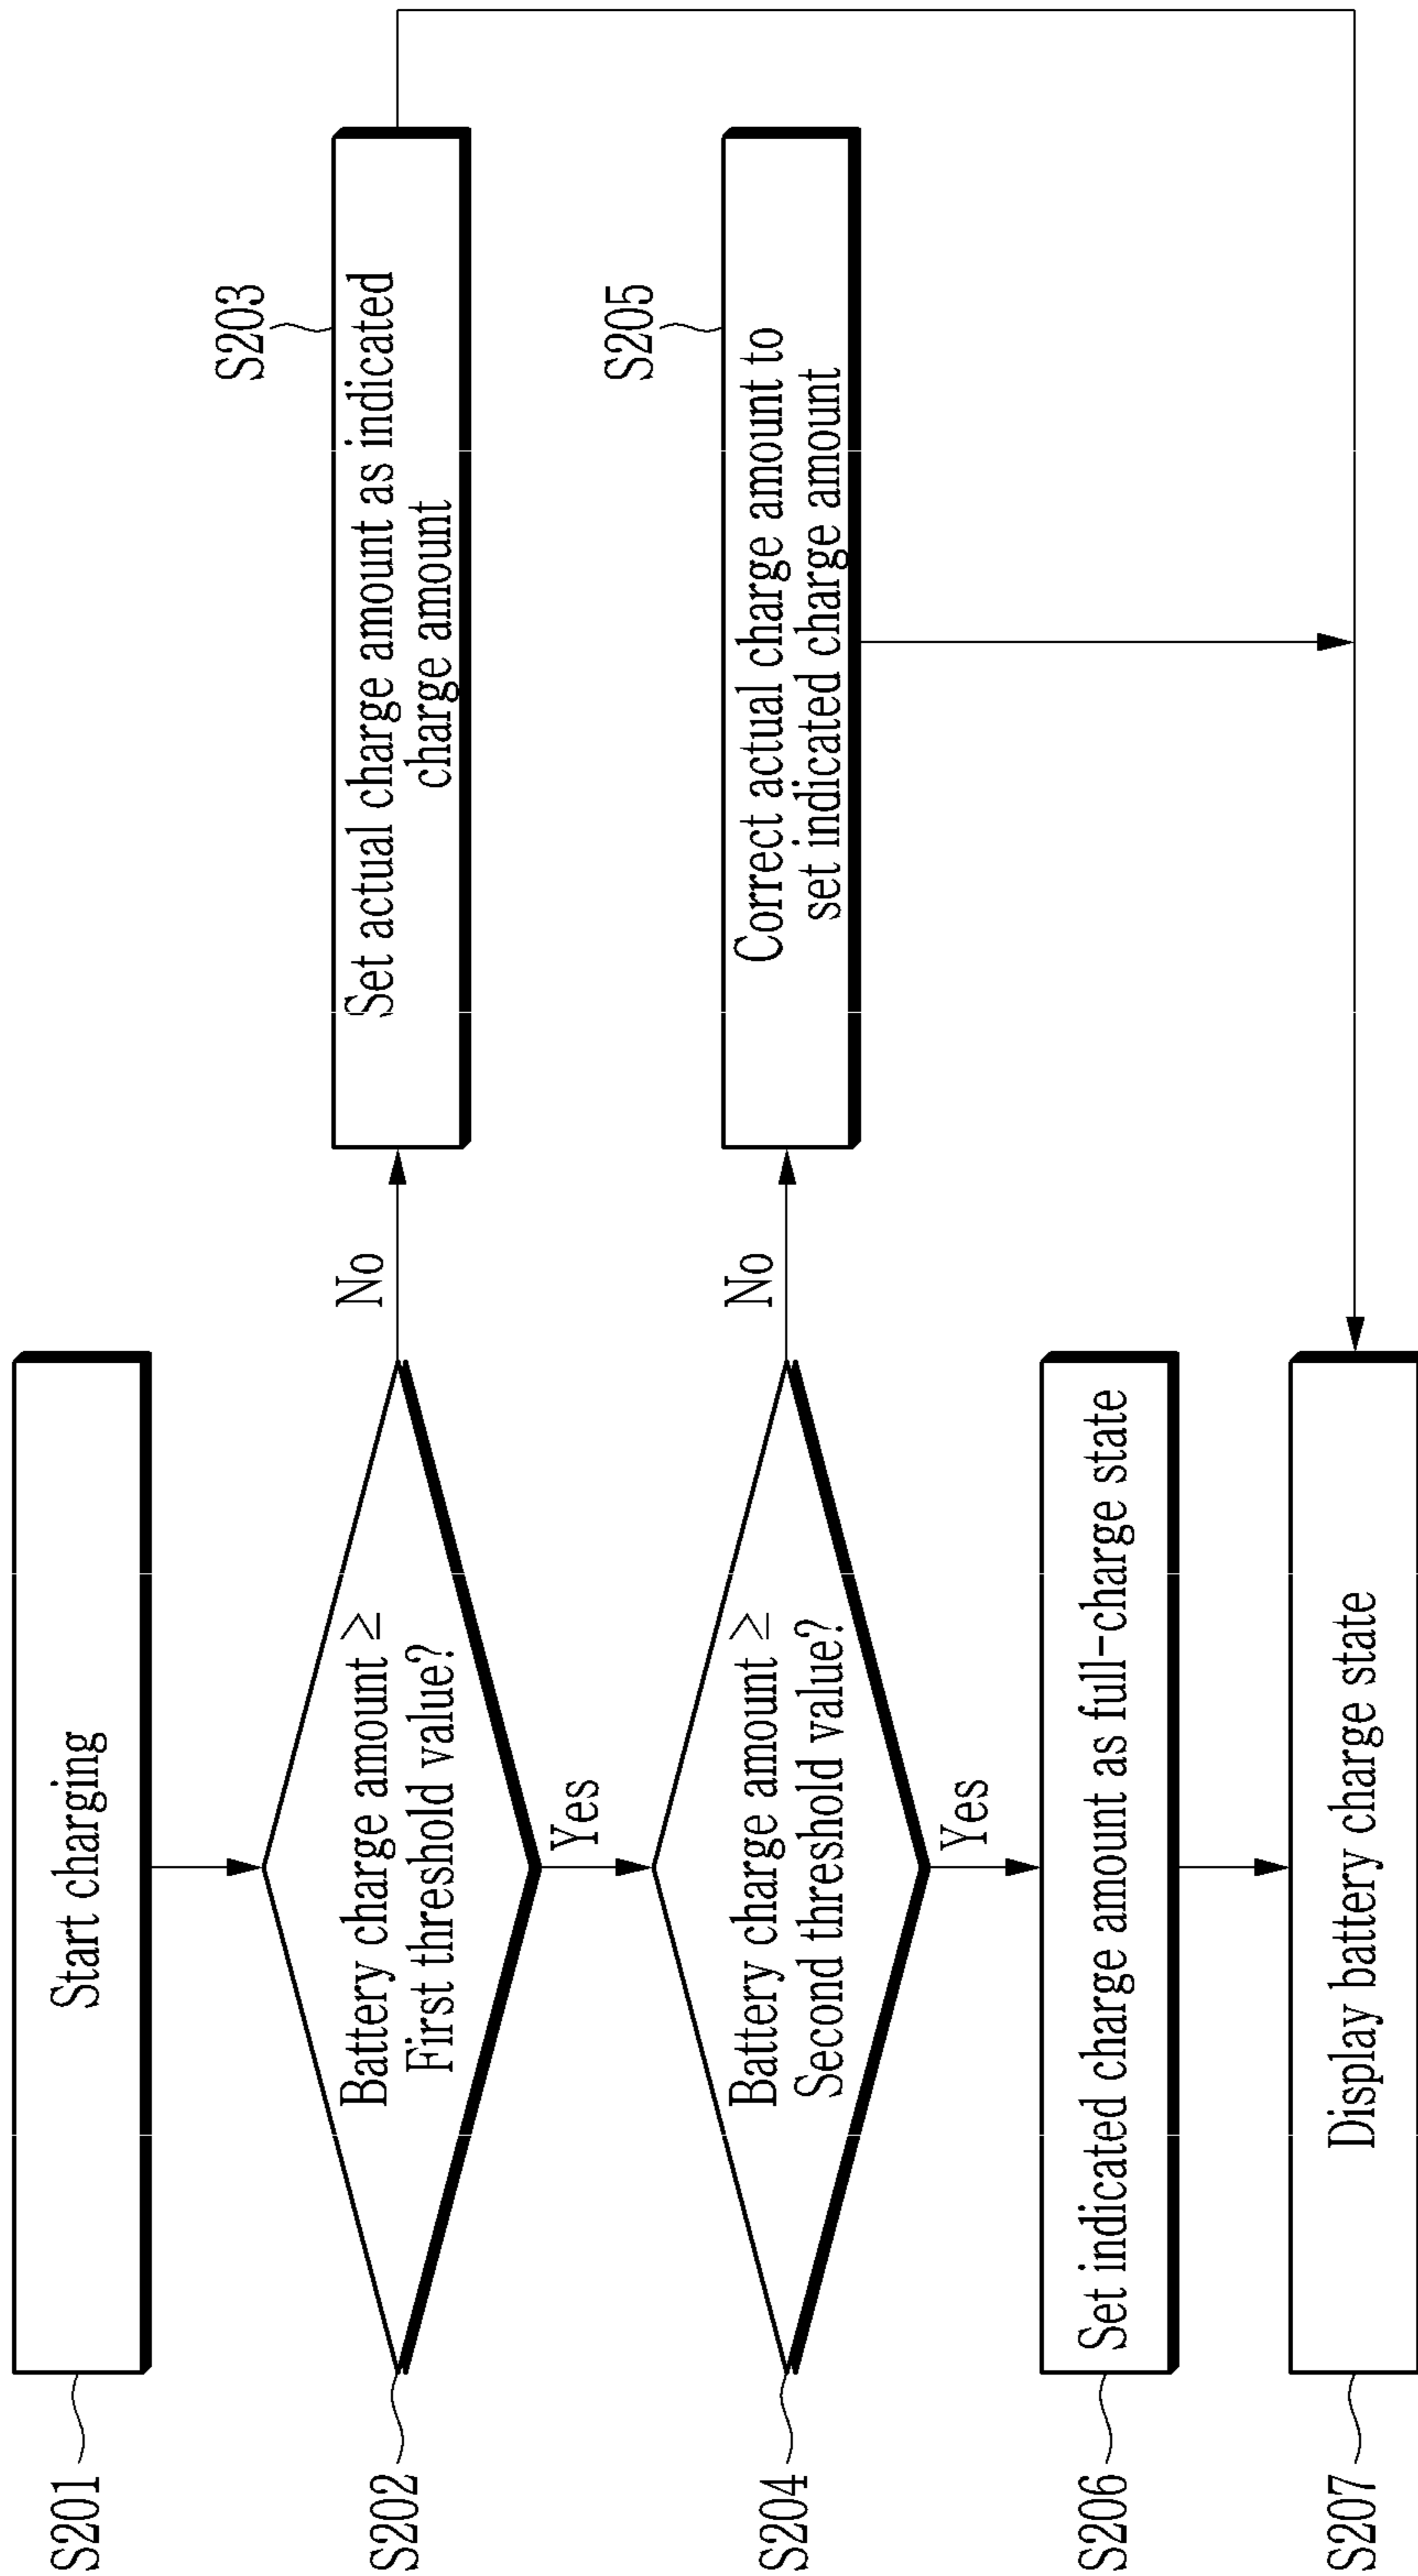 S201
Start charging
S202
Battery charge amount ≥
First threshold value?
No
S203
Set actual charge amount as indicated
charge amount
Yes
S204
Battery charge amount ≥
Second threshold value?
No
S205
Correct actual charge amount to
set indicated charge amount
Yes
S206
Set indicated charge amount as full-charge state
S207
Display battery charge state